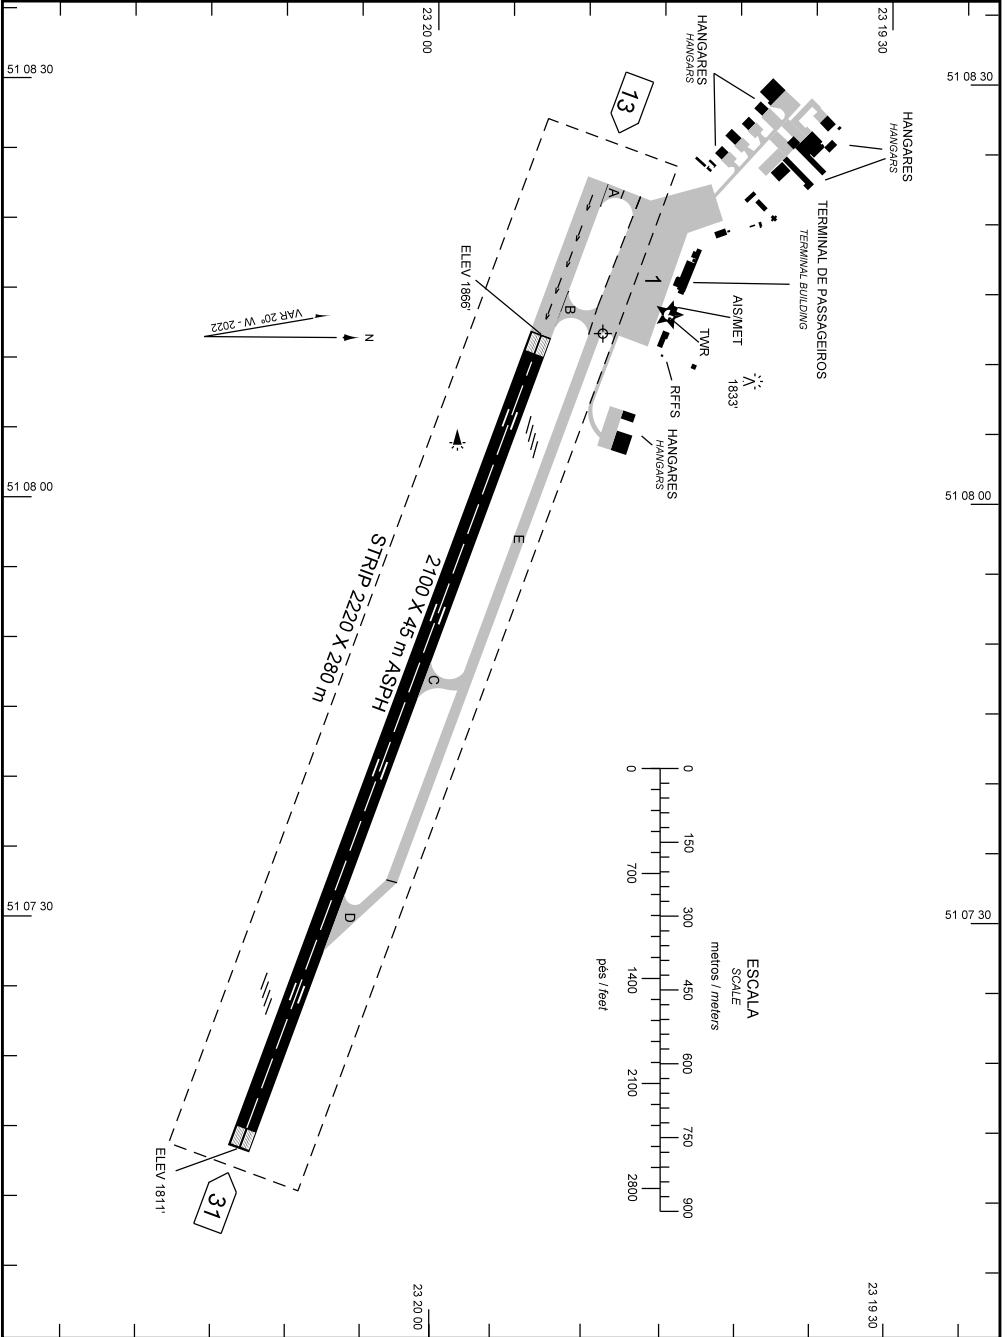 23 20 00
23 19 30
51 08 30
51 08 30
HANGARES
HANGARS
HANGARES
HANGARS
13
A
TERMINAL DE PASSAGEIROS
TERMINAL BUILDING
1
ELEV 1866'
B
AIS/MET
TWR
VAR 20° W - 2022
N
RFFS
1833'
HANGARES
HANGARS
51 08 00
51 08 00
E
STRIP 2220 X 280 m
2100 X 45 m ASPH
C
D
51 07 30
51 07 30
ESCALA
SCALE
metros / meters
0 150 300 450 600 750 900
0 700 1400 2100 2800
pés / feet
ELEV 1811'
31
23 20 00
23 19 30